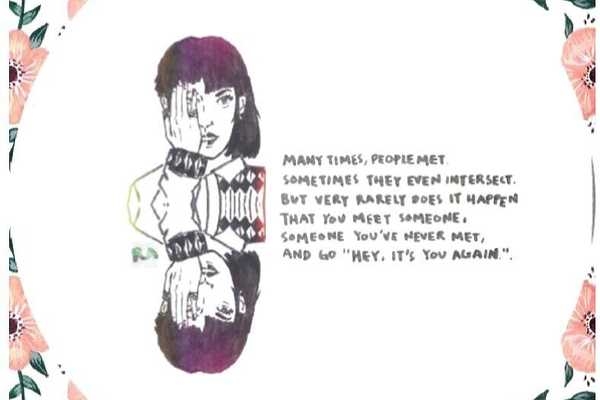 MANY TIMES, PEOPLE MET.
SOMETIMES THEY EVEN INTERSECT.
BUT VERY RARELY DOES IT HAPPEN
THAT YOU MEET SOMEONE,
SOMEONE YOU'VE NEVER MET,
AND GO "HEY, IT'S YOU AGAIN.".